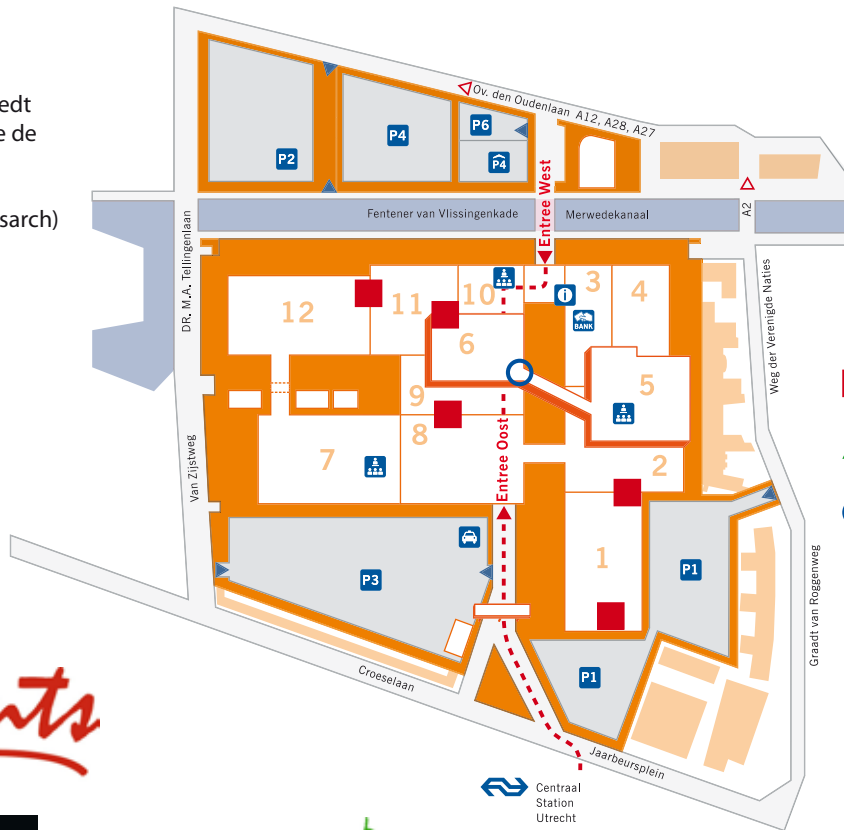 edt
e de
sarch)
Ov. den Oudenlaan A12, A28, A27
P6
P4
P2
P4
Entree West
A2
Fentener van Vlissingenkade
Merwedekanaal
DR. M.A. Tellingenlaan
Weg der Verenigde Naties
12
11
10
3
4
i
BANK
6
5
9
8
7
2
1
Entree Oost
Van Zijstweg
P3
P1
P1
Graadt van Roggenweg
Croeselaan
Jaarbeursplein
nts
Centraal
Station
Utrecht